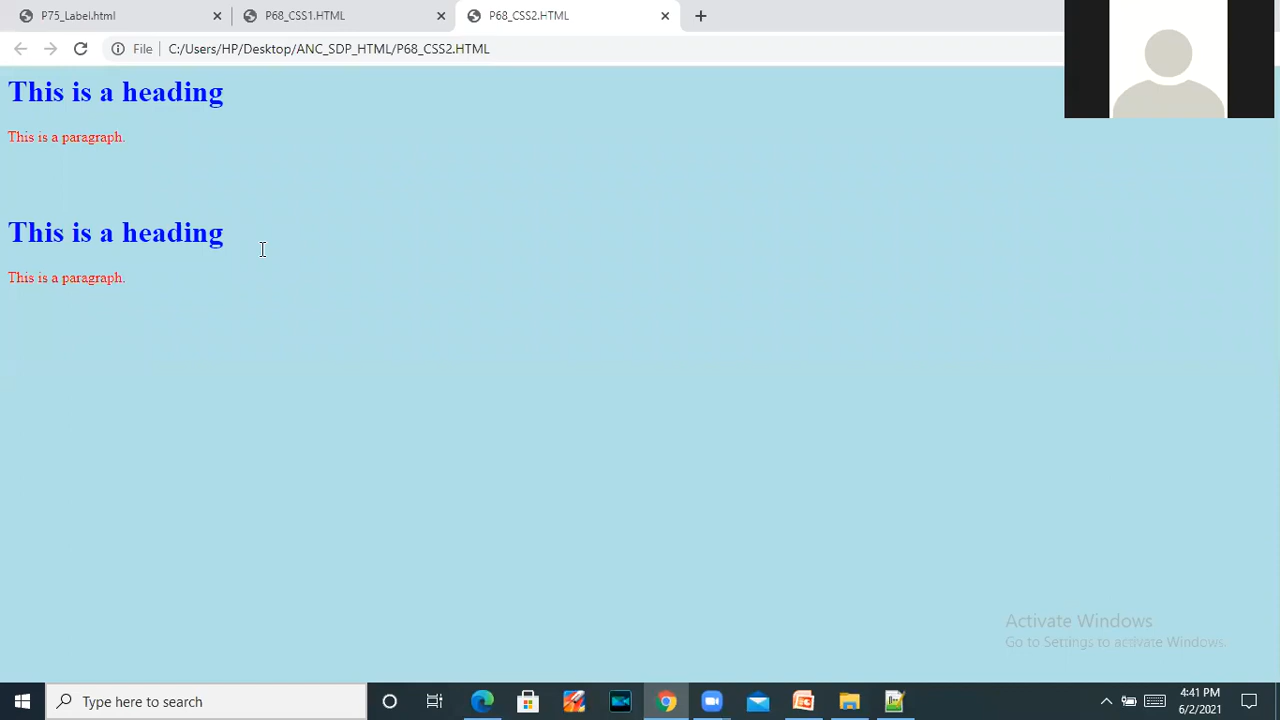 P75_Label.html
P68_CSS1.HTML
P68_CSS2.HTML
File
C:/Users/HP/Desktop/ANC_SDP_HTML/P68_CSS2.HTML
This is a heading
This is a paragraph.
This is a heading
This is a paragraph.
Activate Windows
Go to Settings to activate Windows.
Type here to search
4:41 PM
6/2/2021